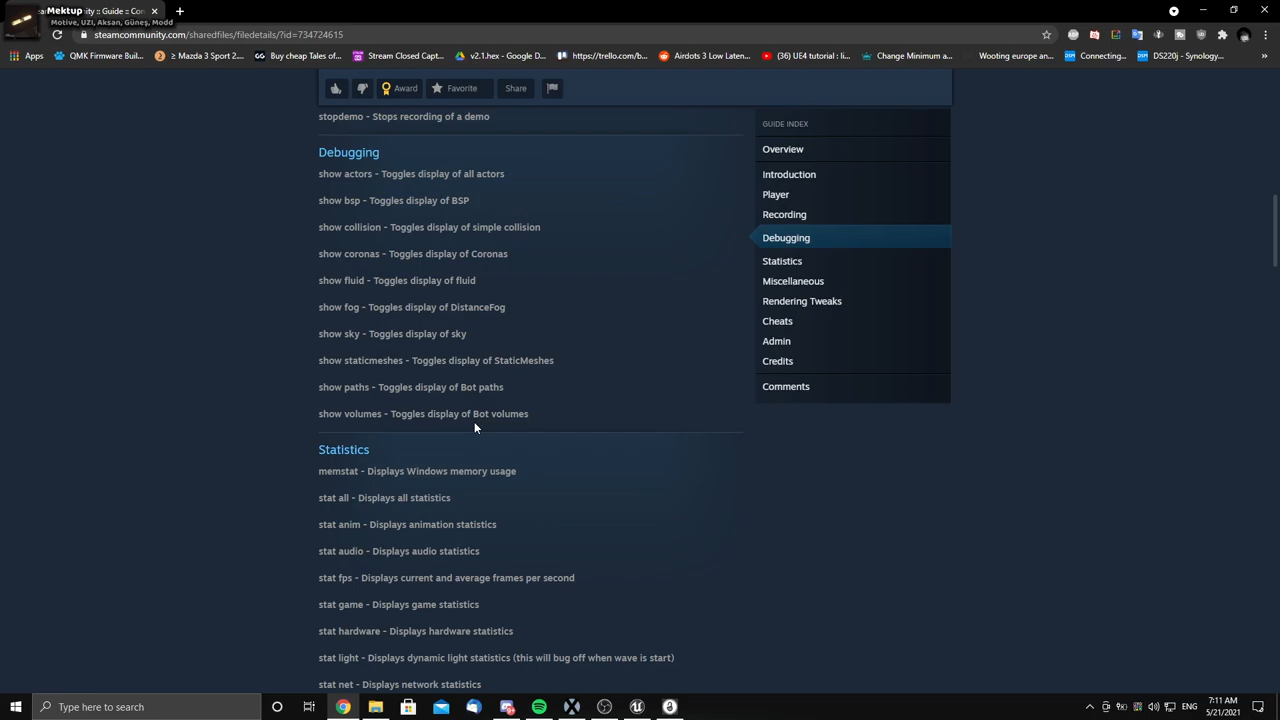 Mektup
Motive, UZI, Aksan, Güneş, Modd
unity :: Guide :: Con
steamcommunity.com/sharedfiles/filedetails/?id=734724615
Apps
QMK Firmware Buil...
≥ Mazda 3 Sport 2....
Buy cheap Tales of...
Esma Çamaşırlı Cor...
v2.1.hex - Google D...
https://trello.com/b...
Airdots 3 Low Laten...
(36) UE4 tutorial : li...
Change Minimum a...
Wooting europe an...
Connecting....
DS220j - Synology...
Award
Favorite
Share
stopdemo - Stops recording of a demo
Debugging
show actors - Toggles display of all actors
show bsp - Toggles display of BSP
show collision - Toggles display of simple collision
show coronas - Toggles display of Coronas
show fluid - Toggles display of fluid
show fog - Toggles display of DistanceFog
show sky - Toggles display of sky
show staticmeshes - Toggles display of StaticMeshes
show paths - Toggles display of Bot paths
show volumes - Toggles display of Bot volumes
Statistics
memstat - Displays Windows memory usage
stat all - Displays all statistics
stat anim - Displays animation statistics
stat audio - Displays audio statistics
stat fps - Displays current and average frames per second
stat game - Displays game statistics
stat hardware - Displays hardware statistics
stat light - Displays dynamic light statistics (this will bug off when wave is start)
stat net - Displays network statistics
GUIDE INDEX
Overview
Introduction
Player
Recording
Debugging
Statistics
Miscellaneous
Rendering Tweaks
Cheats
Admin
Credits
Comments
Type here to search
ENG
7:11 AM
5/21/2021